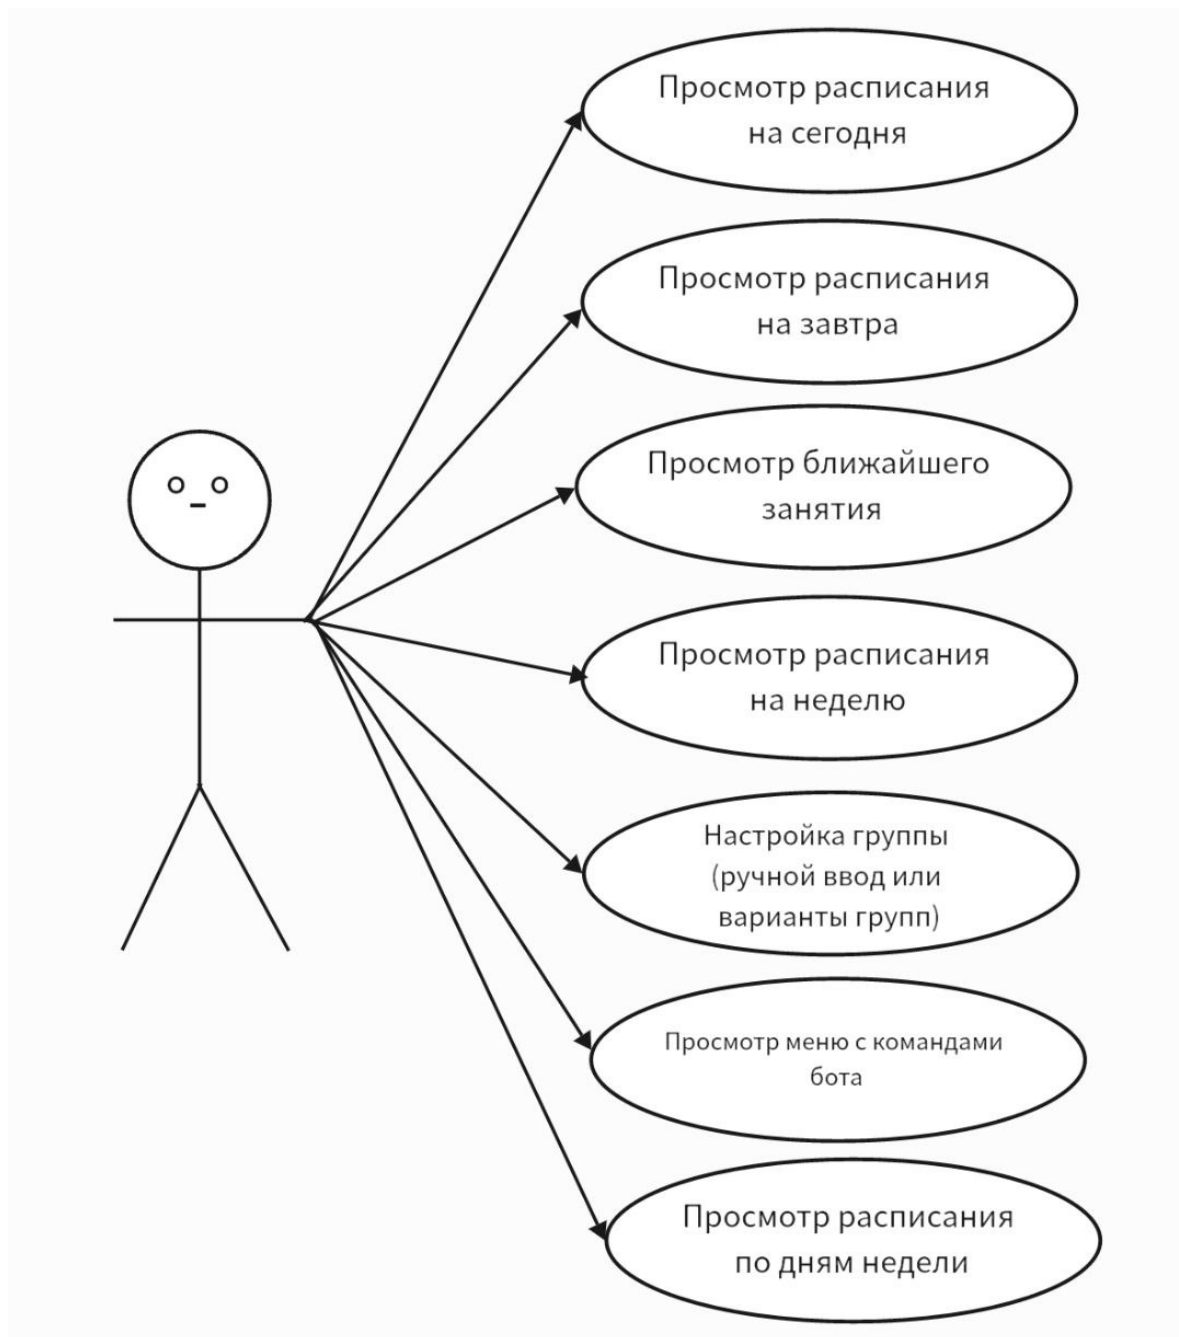 Просмотр расписания
на сегодня
Просмотр расписания
на завтра
Просмотр ближайшего
занятия
Просмотр расписания
на неделю
Настройка группы
(ручной ввод или
варианты групп)
Просмотр меню с командами
бота
Просмотр расписания
по дням недели